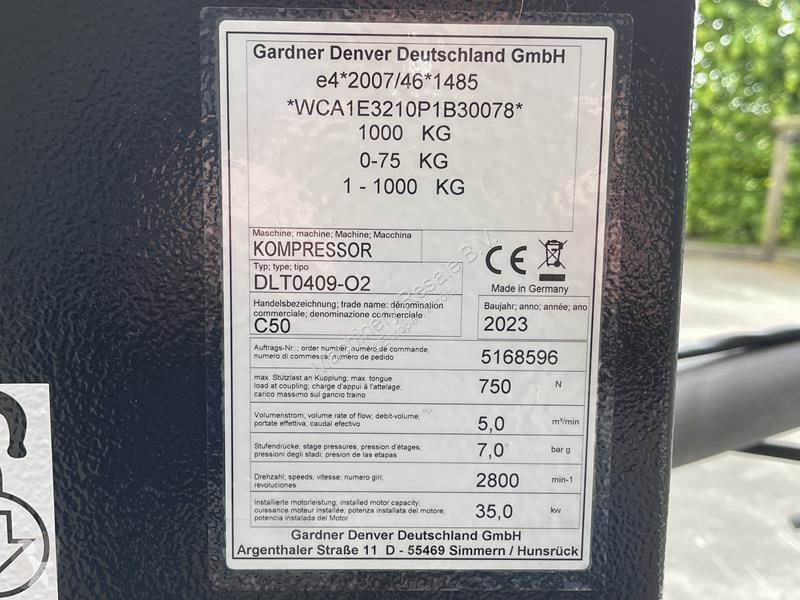 Gardner Denver Deutschland GmbH
e4*2007/46*1485
*WCA1E3210P1B30078*
1000 KG
0-75 KG
1 - 1000 KG
Maschine; machine; Machine; Macchina
KOMPRESSOR
Typ; type; tipo
DLT0409-O2
Handelsbezeichnung; trade name; dénomination
commerciale; denominazione commerciale
C50
CE
Made in Germany
Baujahr; anno; année; ano
2023
Auftrags-Nr.; order number; numéro de commande,
numero di commessa, numero de pedido
5168596
max. Stützlast an Kupplung; max. tongue
load at coupling; charge d'appui à l'attelage,
carico massimo sul gancio traino
750 N
Volumenstrom; volume rate of flow, debit-volume,
portate effettiva, caudal efectivo
5,0 m³/min
Stufendrücke, stage pressures, pression d'étages,
pressioni degli stadi; presion de las etapas
7,0 bar g
Drehzahl; speeds, vitesse; numero giri;
revoluciones
2800 min-1
Installierte motorleistung; installed motor capacity;
ouissance moteur installée; potenza installata del motore;
potencia instalada del Motor
35,0 kw
Gardner Denver Deutschland GmbH
Argenthaler Straße 11 D - 55469 Simmern / Hunsrück
Machinery Resale B.V.